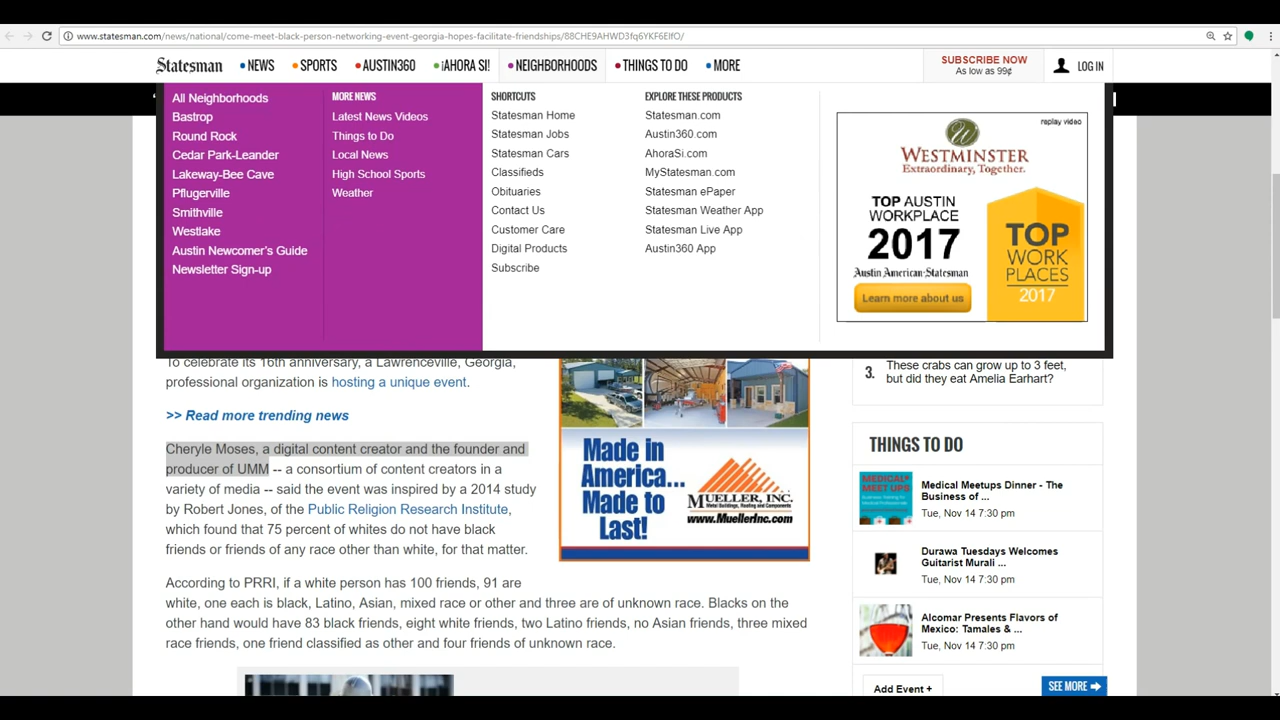 www.statesman.com/news/national/come-meet-black-person-networking-event-georgia-hopes-facilitate-friendships/88CHE9AHWD3fq6YKF6ElfO/
Statesman
NEWS
SPORTS
AUSTIN360
¡AHORA SI!
NEIGHBORHOODS
THINGS TO DO
MORE
SUBSCRIBE NOW
As low as 99¢
LOG IN
All Neighborhoods
Bastrop
Round Rock
Cedar Park-Leander
Lakeway-Bee Cave
Pflugerville
Smithville
Westlake
Austin Newcomer's Guide
Newsletter Sign-up
MORE NEWS
Latest News Videos
Things to Do
Local News
High School Sports
Weather
SHORTCUTS
Statesman Home
Statesman Jobs
Statesman Cars
Classifieds
Obituaries
Contact Us
Customer Care
Digital Products
Subscribe
EXPLORE THESE PRODUCTS
Statesman.com
Austin360.com
AhoraSi.com
MyStatesman.com
Statesman ePaper
Statesman Weather App
Statesman Live App
Austin360 App
replay video
W
WESTMINSTER
Extraordinary, Together.
TOP AUSTIN
WORKPLACE
2017
Austin American-Statesman
Learn more about us
TOP
WORK
PLACES
2017
To celebrate its 16th anniversary, a Lawrenceville, Georgia,
professional organization is hosting a unique event.
>> Read more trending news
Cheryle Moses, a digital content creator and the founder and
producer of UMM -- a consortium of content creators in a
variety of media -- said the event was inspired by a 2014 study
by Robert Jones, of the Public Religion Research Institute,
which found that 75 percent of whites do not have black
friends or friends of any race other than white, for that matter.
According to PRRI, if a white person has 100 friends, 91 are
white, one each is black, Latino, Asian, mixed race or other and three are of unknown race. Blacks on the
other hand would have 83 black friends, eight white friends, two Latino friends, no Asian friends, three mixed
race friends, one friend classified as other and four friends of unknown race.
Made in
America...
Made to
Last!
MUELLER, INC.
Metal Buildings, Roofing and Components
www.MuellerInc.com
3.
These crabs can grow up to 3 feet,
but did they eat Amelia Earhart?
THINGS TO DO
MEDICAL
MEET UPS
Medical Meetups Dinner - The
Business of ...
Tue, Nov 14 7:30 pm
Durawa Tuesdays Welcomes
Guitarist Murali ...
Tue, Nov 14 7:30 pm
Alcomar Presents Flavors of
Mexico: Tamales & ...
Tue, Nov 14 7:30 pm
Add Event +
SEE MORE